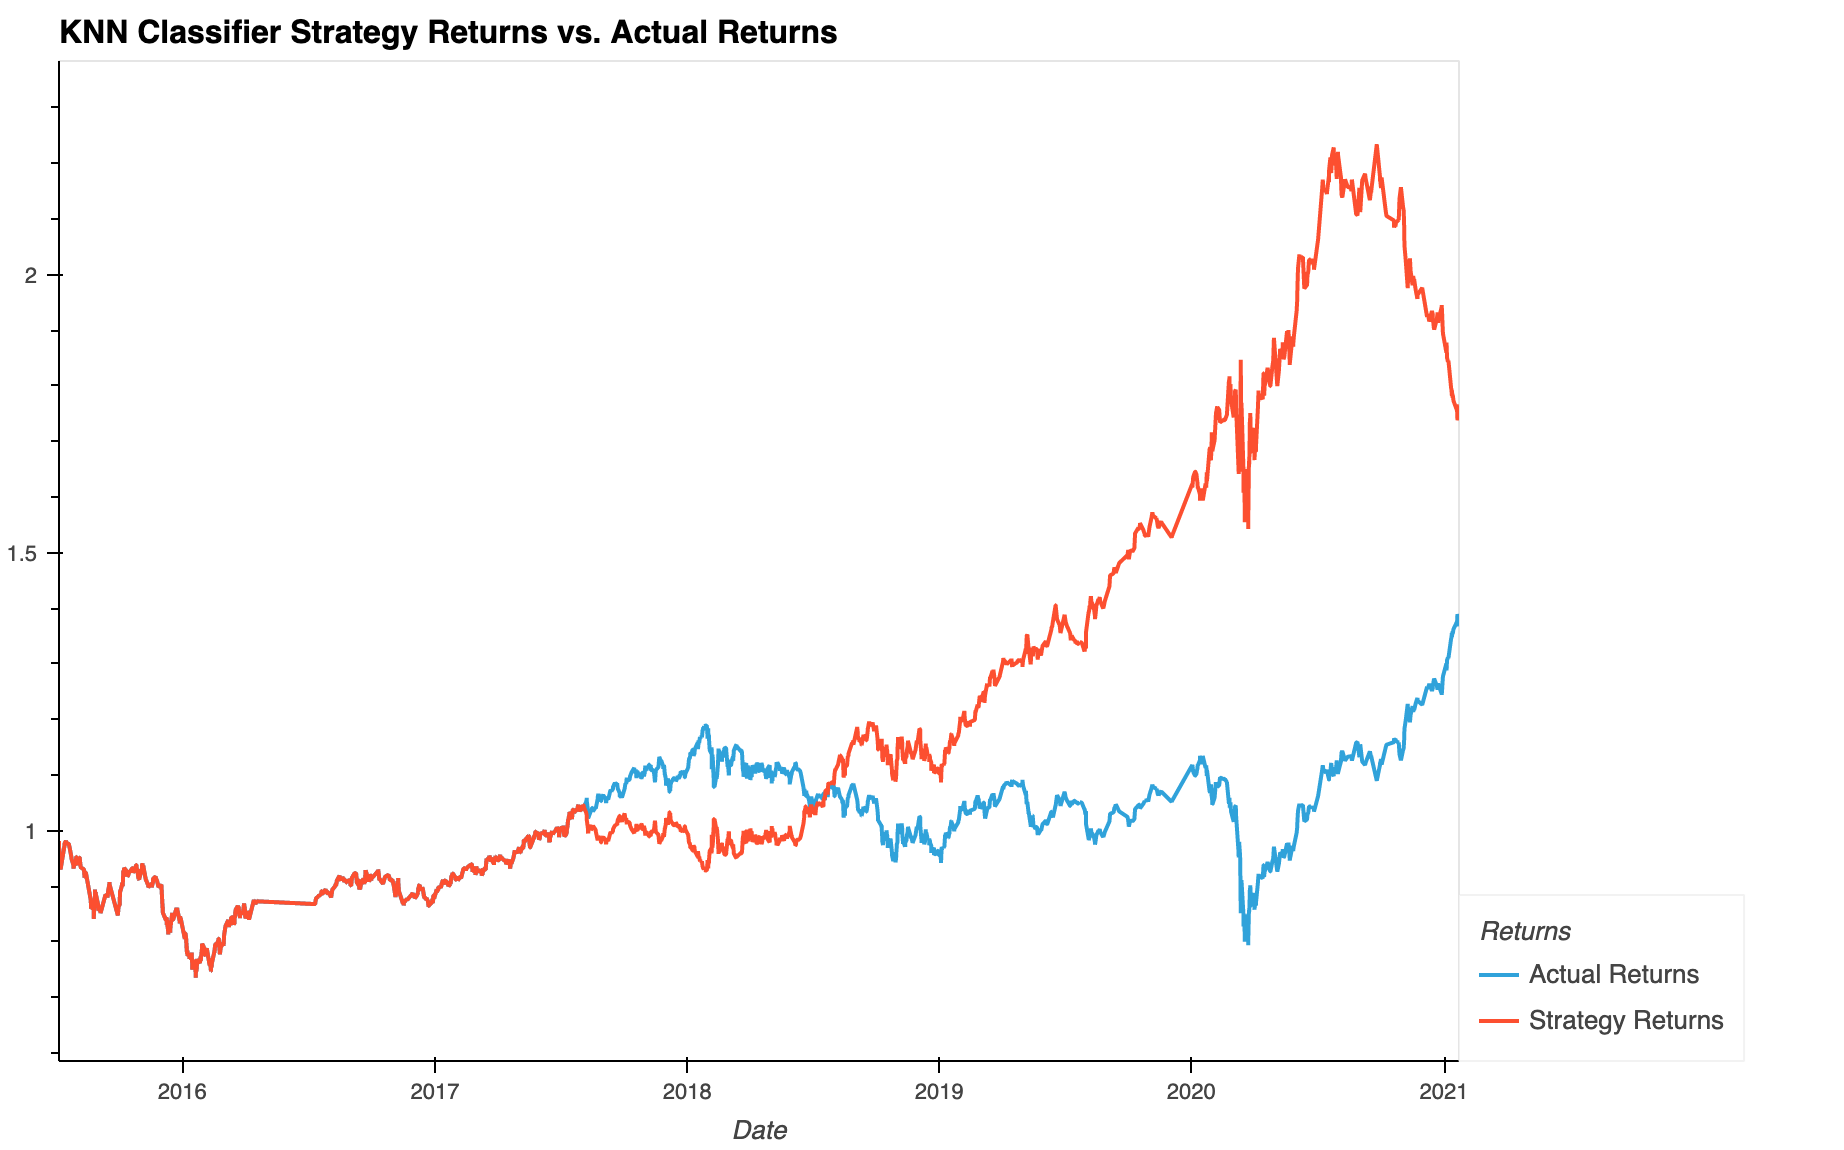 KNN Classifier Strategy Returns vs. Actual Returns
2
1.5
1
2016 2017 2018 2019 2020 2021
Date
Returns
Actual Returns
Strategy Returns